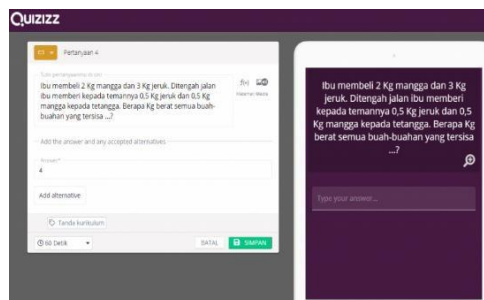 Quizizz
Pertanyaan 4
Ibu membeli 2 Kg mangga dan 3 Kg jeruk. Ditengah jalan
ibu memberi kepada temannya 0,5 Kg jeruk dan 0,5 Kg
mangga kepada tetangga. Berapa Kg berat semua buah-
buahan yang tersisa ...?
f(x)
Add the answer and any accepted alternatives
4
Add alternative
Tanda kurikulum
60 Detik
BATAL
SIMPAN
Ibu membeli 2 Kg mangga dan 3 Kg
jeruk. Ditengah jalan ibu memberi
kepada temannya 0,5 Kg jeruk dan 0,5
Kg mangga kepada tetangga. Berapa Kg
berat semua buah-buahan yang tersisa
...?
Type your answer...